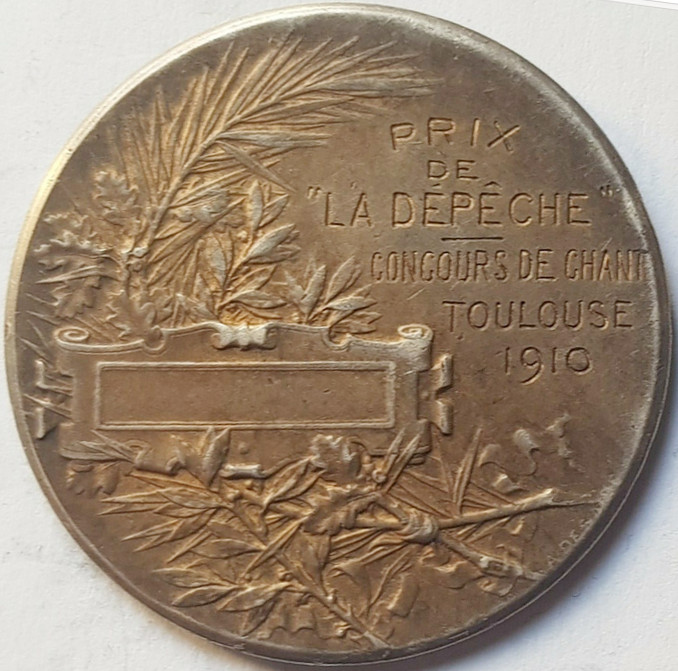 PRIX
DE
"LA DÉPÊCHE"
CONCOURS DE CHANT
TOULOUSE
1910